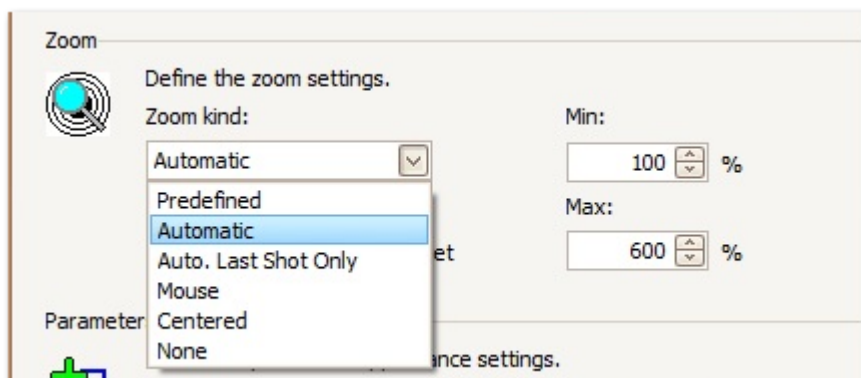 Zoom
Define the zoom settings.
Zoom kind:
Min:
Automatic
100 %
Predefined
Max:
Automatic
600 %
Auto. Last Shot Only
et
Mouse
Centered
None
Parameter
ance settings.